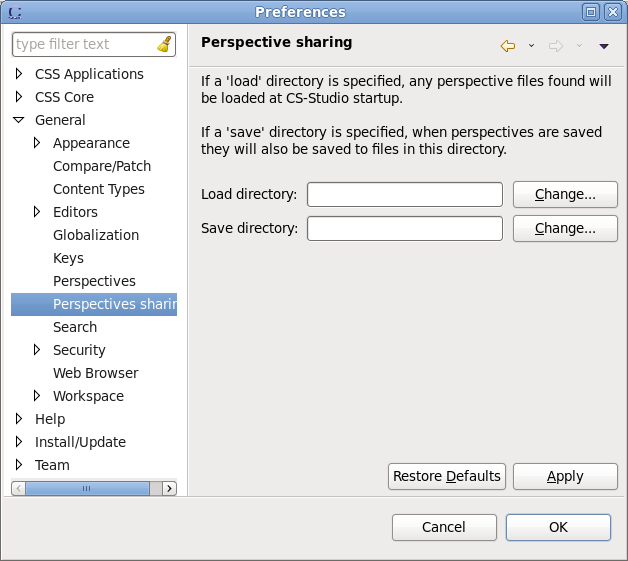 Preferences
type filter text
CSS Applications
CSS Core
General
Appearance
Compare/Patch
Content Types
Editors
Globalization
Keys
Perspectives
Perspectives sharin
Search
Security
Web Browser
Workspace
Help
Install/Update
Team
Perspective sharing
If a 'load' directory is specified, any perspective files found will
be loaded at CS-Studio startup.
If a 'save' directory is specified, when perspectives are saved
they will also be saved to files in this directory.
Load directory:
Change...
Save directory:
Change...
Restore Defaults
Apply
Cancel
OK